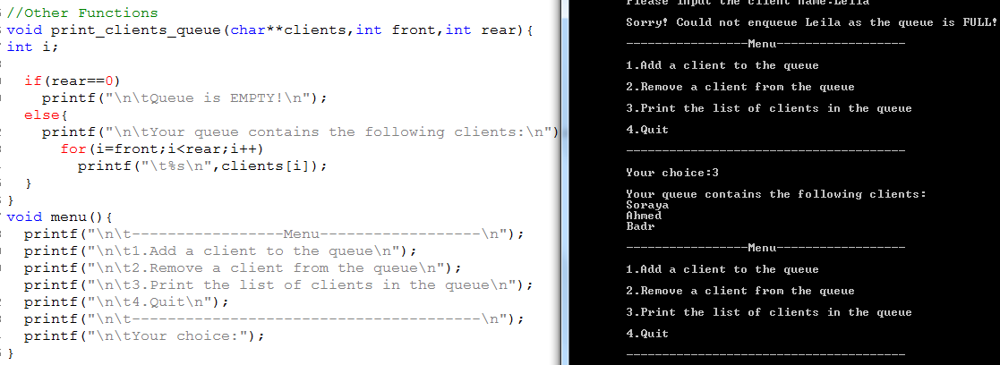 //Other Functions
void print_clients_queue(char**clients,int front,int rear){
int i;
if(rear==0)
printf("\n\tQueue is EMPTY!\n");
else{
printf("\n\tYour queue contains the following clients:\n")
for(i=front;i<rear;i++)
printf("\t%s\n",clients[i]);
}
}
void menu(){
printf("\n\t-----------------Menu------------------\n");
printf("\n\t1.Add a client to the queue\n");
printf("\n\t2.Remove a client from the queue\n");
printf("\n\t3.Print the list of clients in the queue\n");
printf("\n\t4.Quit\n");
printf("\n\t---------------------------------------\n");
printf("\n\tYour choice:");
}
Please input the client name:Leila
Sorry! Could not enqueue Leila as the queue is FULL!
-----------------Menu------------------
1.Add a client to the queue
2.Remove a client from the queue
3.Print the list of clients in the queue
4.Quit
---------------------------------------
Your choice:3
Your queue contains the following clients:
Soraya
Ahmed
Badr
-----------------Menu------------------
1.Add a client to the queue
2.Remove a client from the queue
3.Print the list of clients in the queue
4.Quit
---------------------------------------